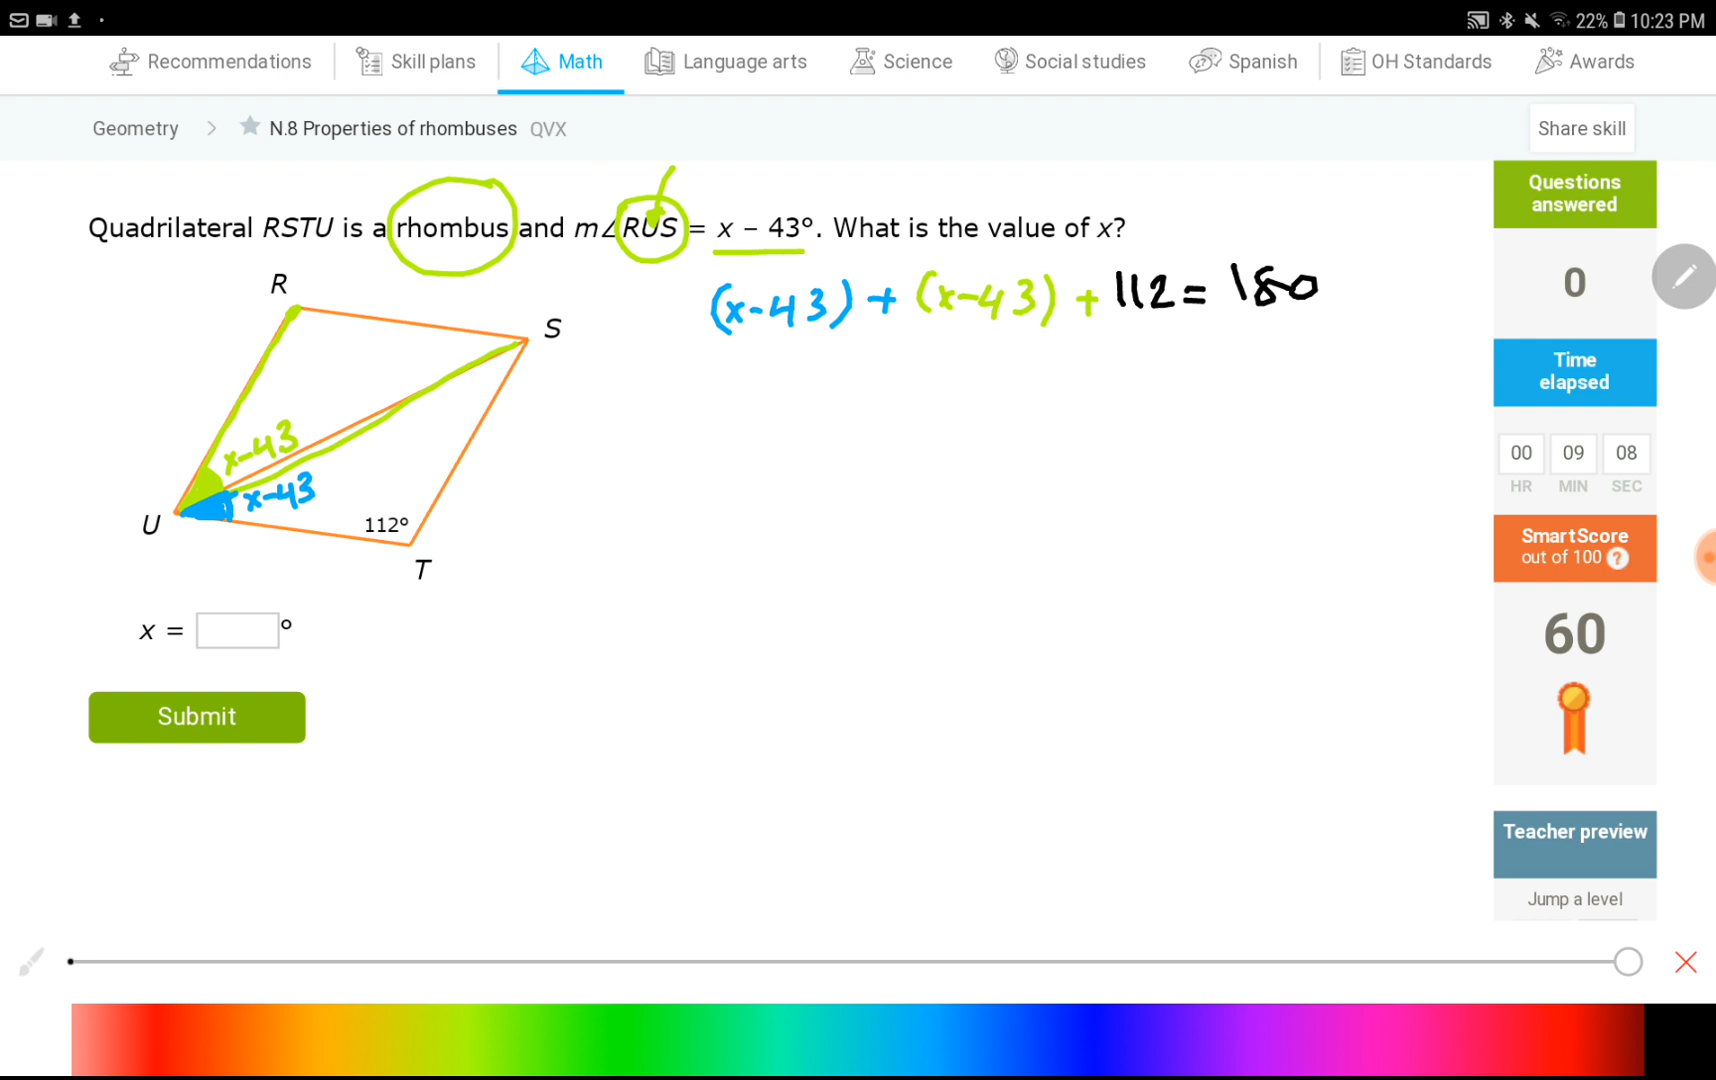 22% 10:23 PM
Recommendations Skill plans Math Language arts Science Social studies Spanish OH Standards Awards
Geometry > N.8 Properties of rhombuses QVX
Share skill
Quadrilateral RSTU is a rhombus and m∠RUS = x – 43°. What is the value of x?
(x-43) + (x-43) + 112 = 180
R
S
x-43
x-43
U
112°
T
x = °
Submit
Questions
answered
0
Time
elapsed
00 09 08
HR MIN SEC
SmartScore
out of 100 ?
60
Teacher preview
Jump a level